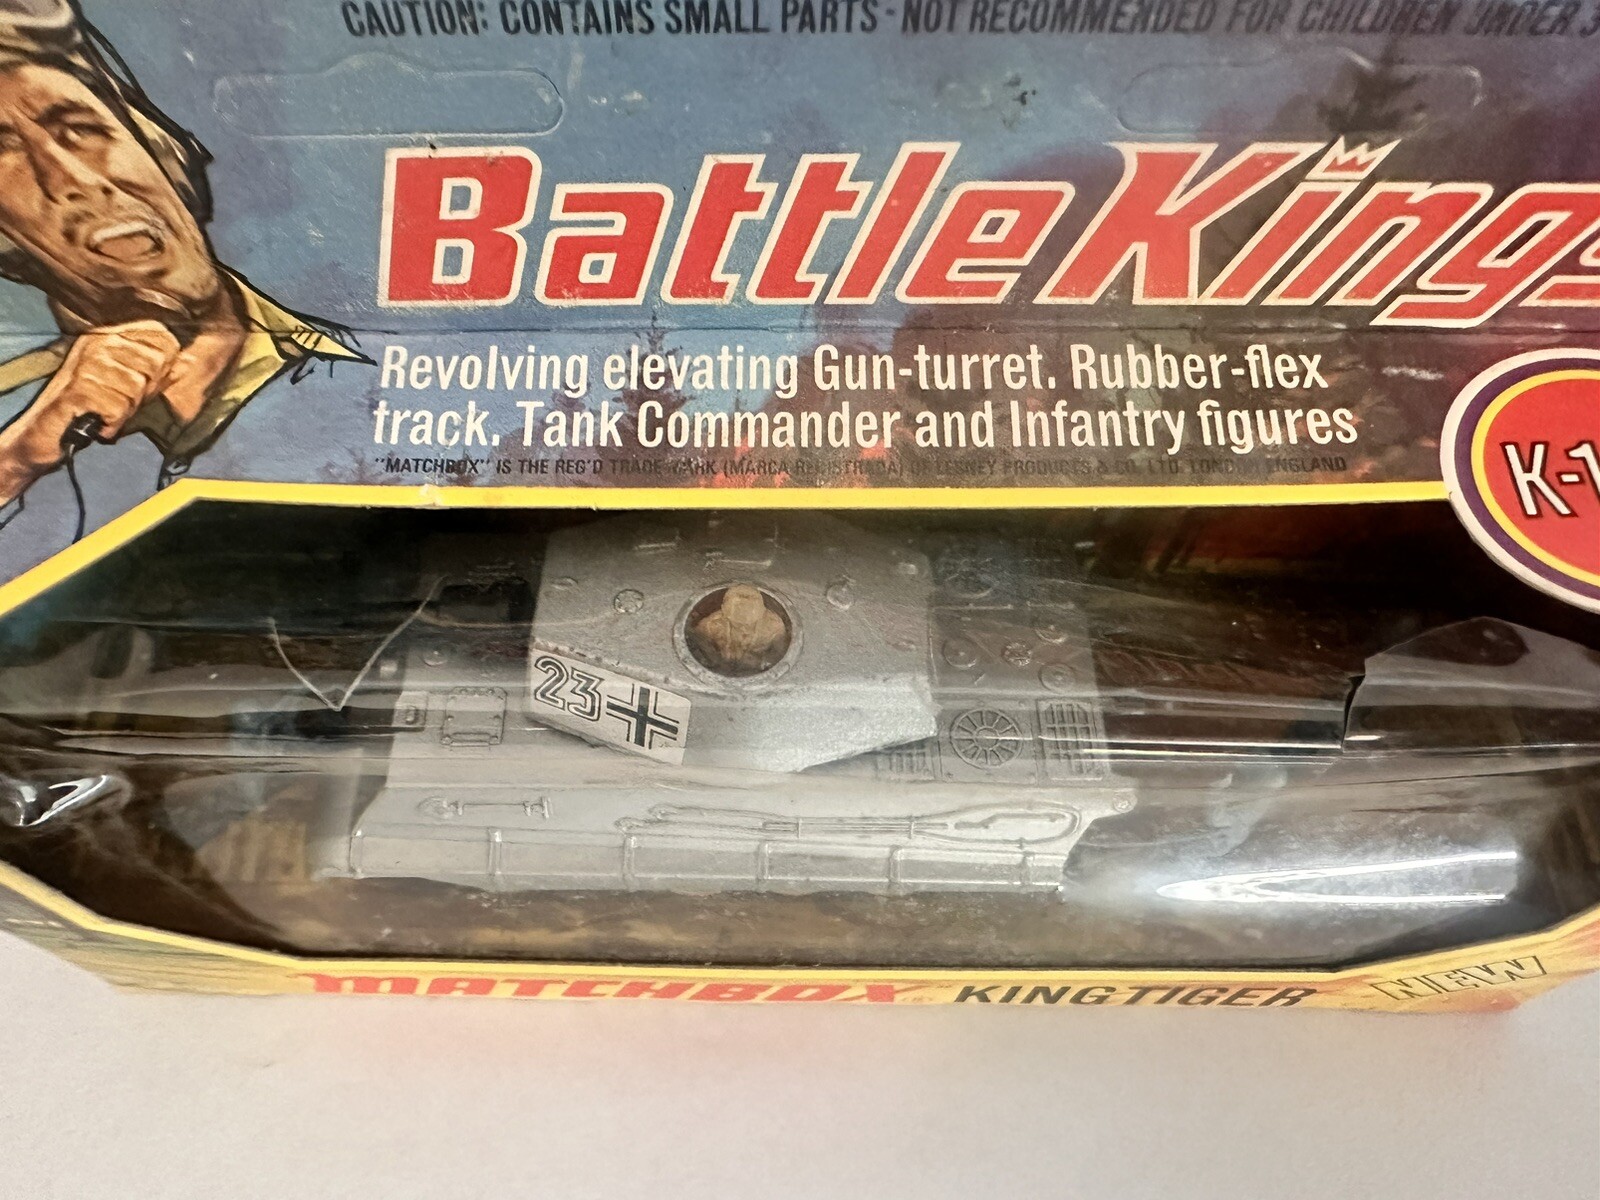 CAUTION: CONTAINS SMALL PARTS - NOT RECOMMENDED FOR CHILDREN UNDER 3
Battle Kings
Revolving elevating Gun-turret. Rubber-flex
track. Tank Commander and Infantry figures
"MATCHBOX" IS THE REG'D TRADE MARK (MARCA REGISTRADA) OF LESNEY PRODUCTS & CO. LTD. LONDON ENGLAND
K-1
23
MATCHBOX KING TIGER NEW